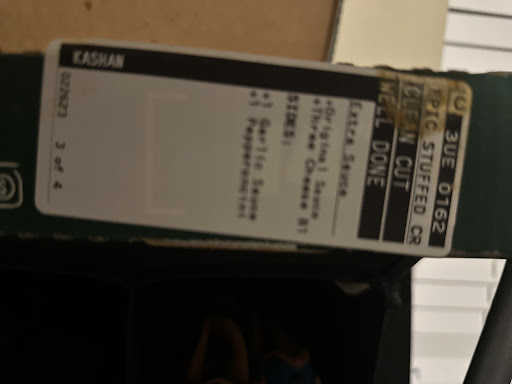 3UE 0162
EPIC STUFFED CR
CLEAN CUT
WELL DONE
Extra Sauce
+Original Sauce
+Three Cheese Bl
SIDES:
+1 Garlic Sauce
+1 Pepperoncini
KASHAN
022623 3 of 4